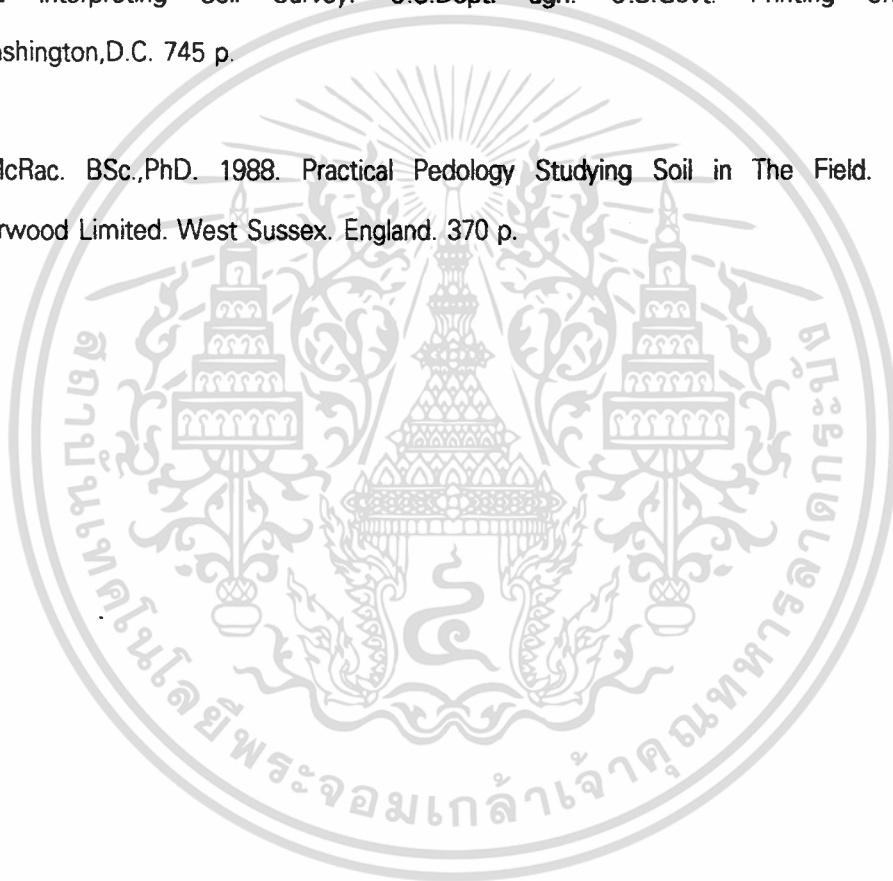 Interpreting Soil Survey. U.S.Dept. agri. U.S.Govt. Printing
shington,D.C. 745 p.
McRac. BSc.,PhD. 1988. Practical Pedology Studying Soil in The Field.
rwood Limited. West Sussex. England. 370 p.
สถาบันเทคโนโลยีพระจอมเกล้าเจ้าคุณทหารลาดกระบัง
๔